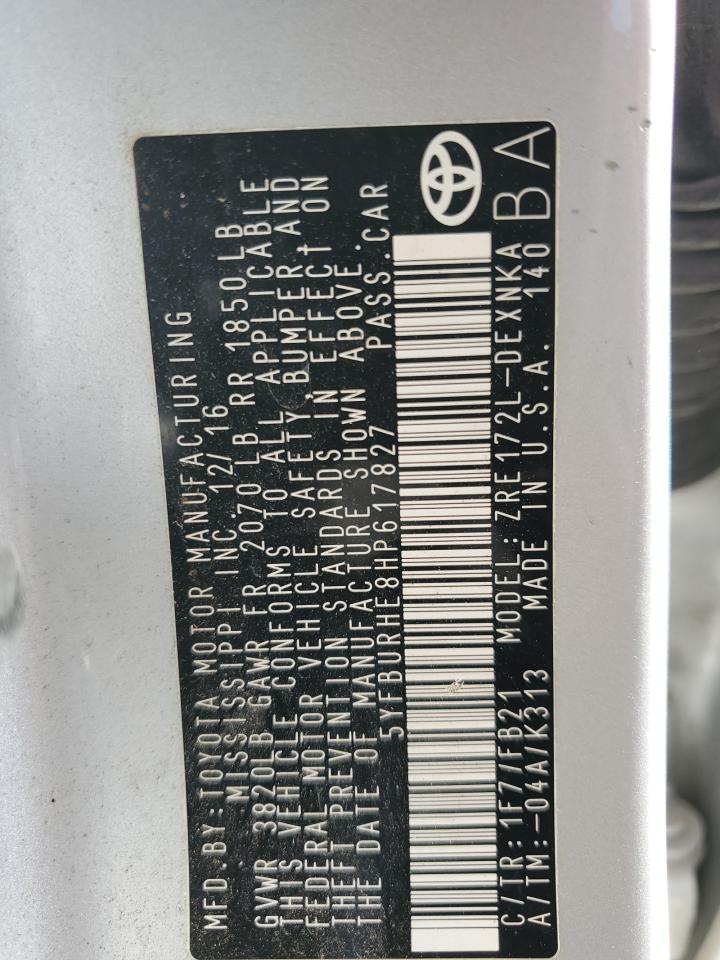 MFD.BY:TOYOTA MOTOR MANUFACTURING
MISSISSIPPI INC. 12/16
GVWR 3820LB GAWR FR 2070LB RR 1850LB
THIS VEHICLE CONFORMS TO ALL APPLICABLE
FEDERAL MOTOR VEHICLE SAFETY, BUMPER, AND
THEFT PREVENTION STANDARDS IN EFFECT ON
THE DATE OF MANUFACTURE SHOWN ABOVE.
5YFBURHE8HP617827 PASS.CAR
C/TR:1F7/FB21 MODEL:ZRE172L-DEXNKA
A/TM:-04A/K313 MADE IN U.S.A. 140
BA